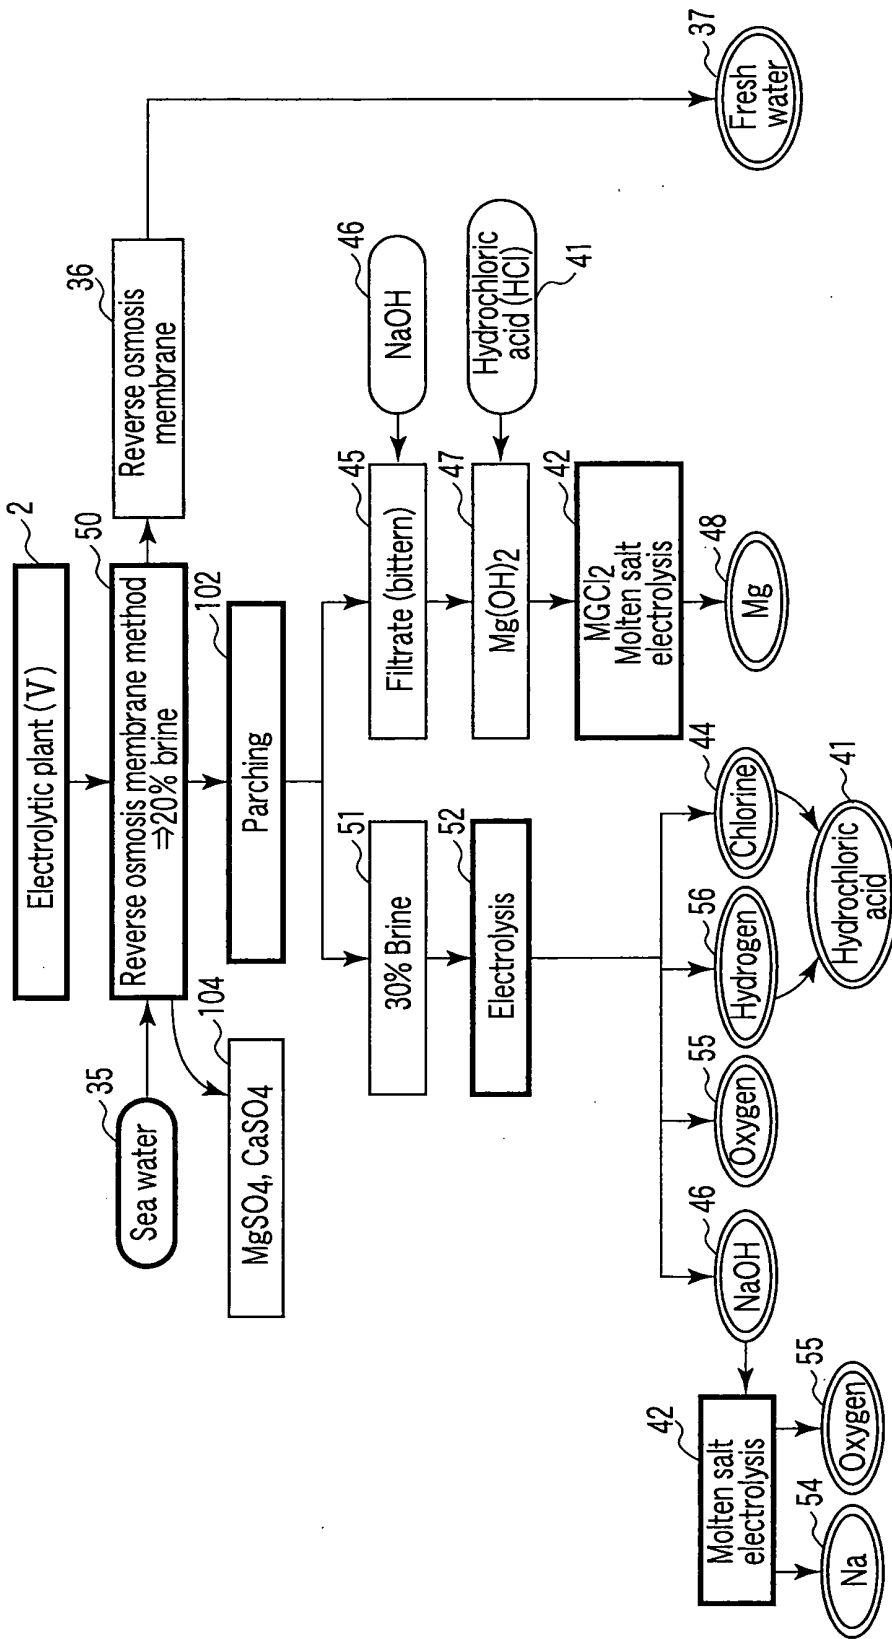 Electrolytic plant (V)
2
Sea water
35
Reverse osmosis membrane method
⇒20% brine
50
Reverse osmosis
membrane
36
MgSO4, CaSO4
104
Parching
102
30% Brine
51
Filtrate (bittern)
45
NaOH
46
Electrolysis
52
Mg(OH)2
47
Hydrochloric
acid (HCl)
41
MGCl2
Molten salt
electrolysis
42
NaOH
46
Oxygen
55
Hydrogen
56
Chlorine
44
Mg
48
Fresh
water
37
Molten salt
electrolysis
42
Hydrochloric
acid
41
Na
54
Oxygen
55